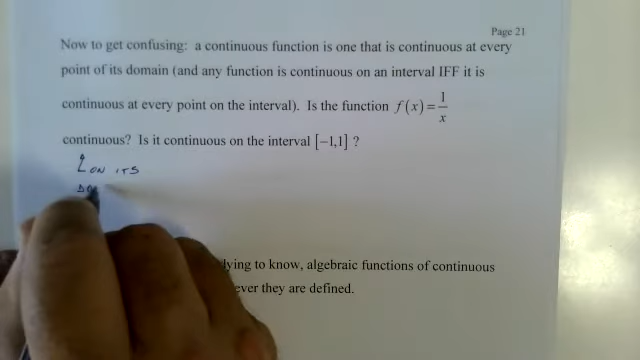 Page 21
Now to get confusing: a continuous function is one that is continuous at every
point of its domain (and any function is continuous on an interval IFF it is
continuous at every point on the interval). Is the function f(x)=1/x
continuous? Is it continuous on the interval [−1,1] ?
ON ITS
DO
lying to know, algebraic functions of continuous
ever they are defined.